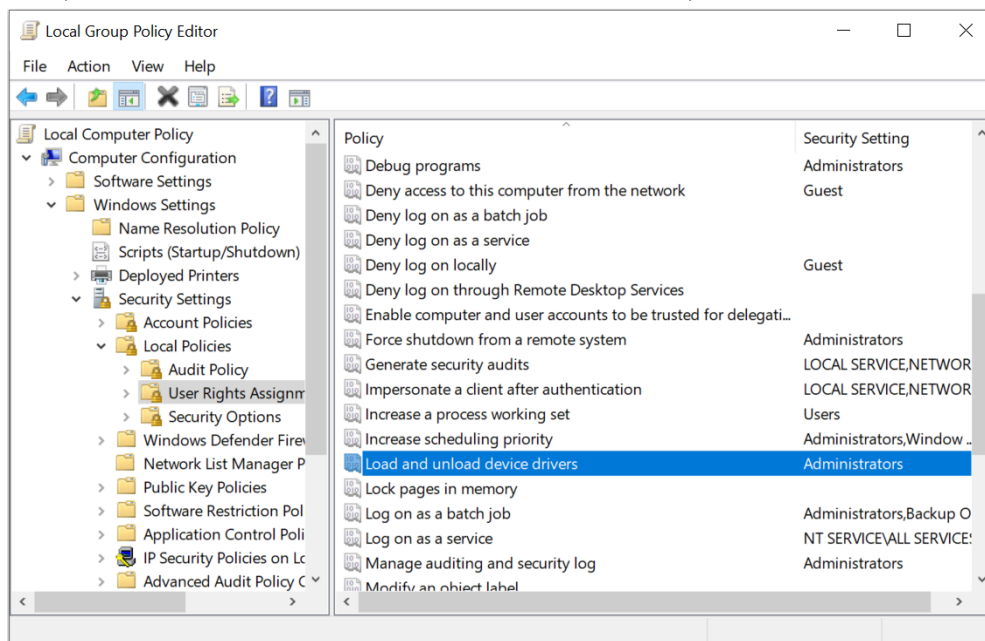 Local Group Policy Editor
File Action View Help
Local Computer Policy
Computer Configuration
Software Settings
Windows Settings
Name Resolution Policy
Scripts (Startup/Shutdown)
Deployed Printers
Security Settings
Account Policies
Local Policies
Audit Policy
User Rights Assignm
Security Options
Windows Defender Firew
Network List Manager P
Public Key Policies
Software Restriction Pol
Application Control Poli
IP Security Policies on Lo
Advanced Audit Policy C
Policy Security Setting
Debug programs Administrators
Deny access to this computer from the network Guest
Deny log on as a batch job
Deny log on as a service
Deny log on locally Guest
Deny log on through Remote Desktop Services
Enable computer and user accounts to be trusted for delegati...
Force shutdown from a remote system Administrators
Generate security audits LOCAL SERVICE,NETWOR
Impersonate a client after authentication LOCAL SERVICE,NETWOR
Increase a process working set Users
Increase scheduling priority Administrators,Window ..
Load and unload device drivers Administrators
Lock pages in memory
Log on as a batch job Administrators,Backup O
Log on as a service NT SERVICE\ALL SERVICES
Manage auditing and security log Administrators
Modify an object label